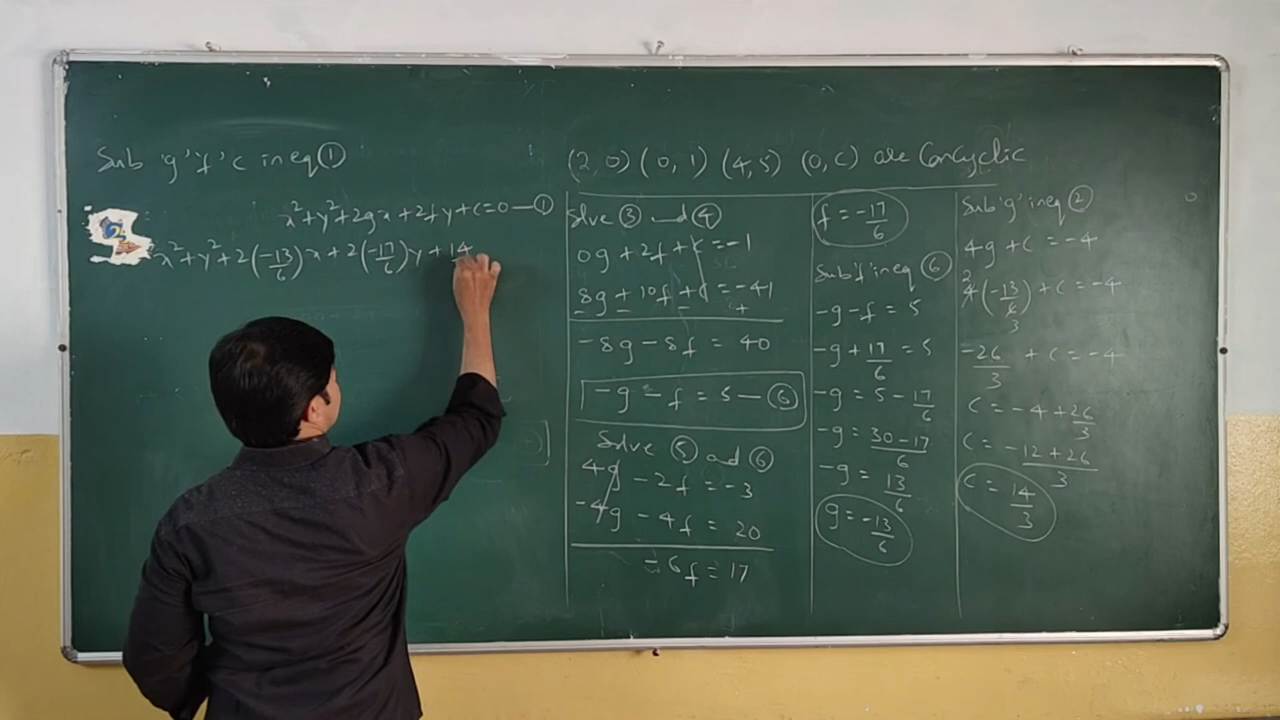 Sub 'g' 'f' c in eq ①
x² + y² + 2gx + 2fy + c = 0 — ①
x² + y² + 2(-13/6)x + 2(-17/6)y + 14
(2, 0) (0, 1) (4, 5) (0, c) are Concyclic
Solve ③ and ④
0g + 2f + c = -1
8g + 10f + c = -41
- - - +
-8g - 8f = 40
-g - f = 5 — ⑥
Solve ⑤ and ⑥
4g - 2f = -3
-4g - 4f = 20
-6f = 17
f = -17/6
Sub 'f' in eq ⑥
-g - f = 5
-g + 17/6 = 5
-g = 5 - 17/6
-g = 30 - 17/6
-g = 13/6
g = -13/6
Sub 'g' in eq ②
4g + c = -4
2
4(-13/6) + c = -4
3
-26/3 + c = -4
c = -4 + 26/3
c = -12 + 26/3
c = 14/3